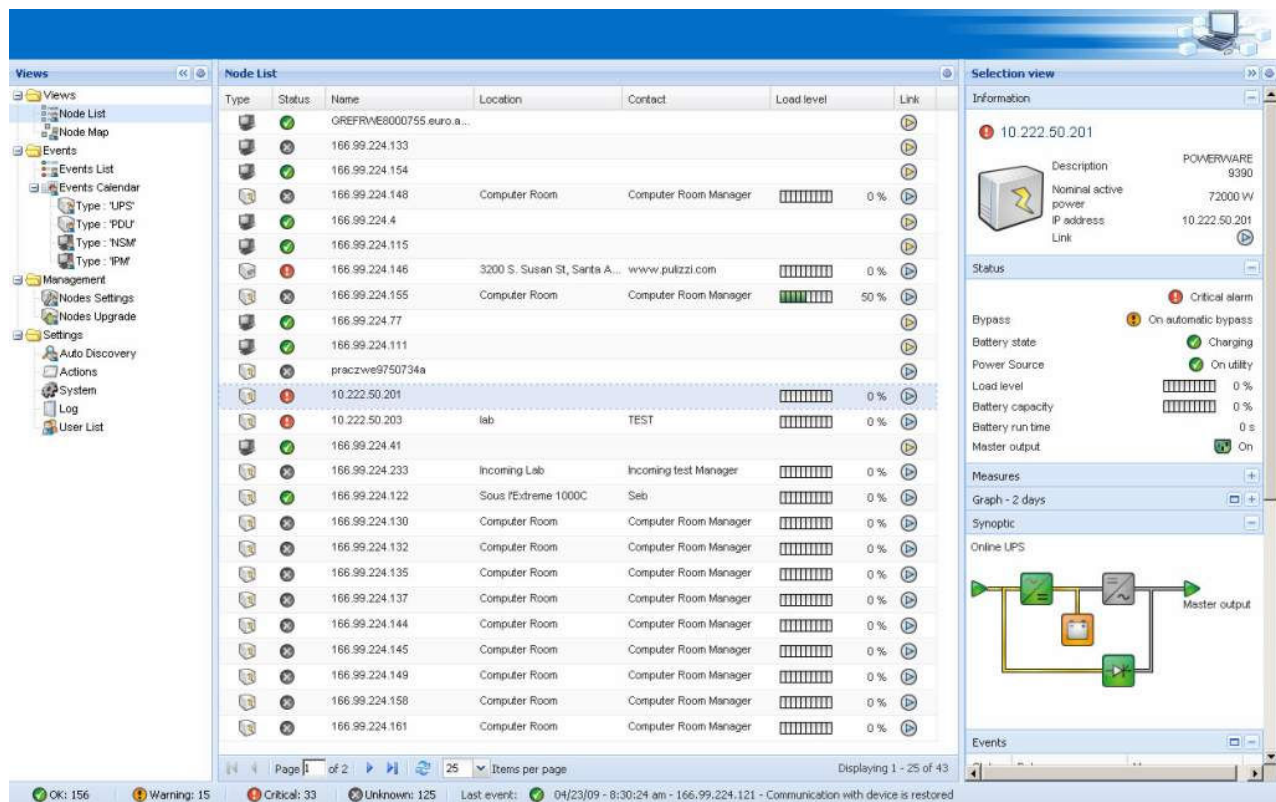 Views
Views
Node List
Node Map
Events
Events List
Events Calendar
Type : 'UPS'
Type : 'PDU'
Type : 'NSM'
Type : 'IPM'
Management
Nodes Settings
Nodes Upgrade
Settings
Auto Discovery
Actions
System
Log
User List
Node List
Type Status Name Location Contact Load level Link
GREFRWE8000755.euro.a...
166.99.224.133
166.99.224.154
166.99.224.148 Computer Room Computer Room Manager 0 %
166.99.224.4
166.99.224.115
166.99.224.146 3200 S. Susan St, Santa A... www.pulizzi.com 0 %
166.99.224.155 Computer Room Computer Room Manager 50 %
166.99.224.77
166.99.224.111
praczwe9750734a
10.222.50.201 0 %
10.222.50.203 lab TEST 0 %
166.99.224.41
166.99.224.233 Incoming Lab Incoming test Manager 0 %
166.99.224.122 Sous l'Extreme 1000C Seb 0 %
166.99.224.130 Computer Room Computer Room Manager 0 %
166.99.224.132 Computer Room Computer Room Manager 0 %
166.99.224.135 Computer Room Computer Room Manager 0 %
166.99.224.137 Computer Room Computer Room Manager 0 %
166.99.224.144 Computer Room Computer Room Manager 0 %
166.99.224.145 Computer Room Computer Room Manager 0 %
166.99.224.149 Computer Room Computer Room Manager 0 %
166.99.224.158 Computer Room Computer Room Manager 0 %
166.99.224.161 Computer Room Computer Room Manager 0 %
Page 1 of 2 25 Items per page Displaying 1 - 25 of 43
Selection view
Information
10.222.50.201
Description POWERWARE
9390
Nominal active
power 72000 W
IP address 10.222.50.201
Link
Status
Critical alarm
Bypass On automatic bypass
Battery state Charging
Power Source On utility
Load level 0 %
Battery capacity 0 %
Battery run time 0 s
Master output On
Measures
Graph - 2 days
Synoptic
Online UPS
Master output
Events
OK: 156 Warning: 15 Critical: 33 Unknown: 125 Last event: 04/23/09 - 8:30:24 am - 166.99.224.121 - Communication with device is restored